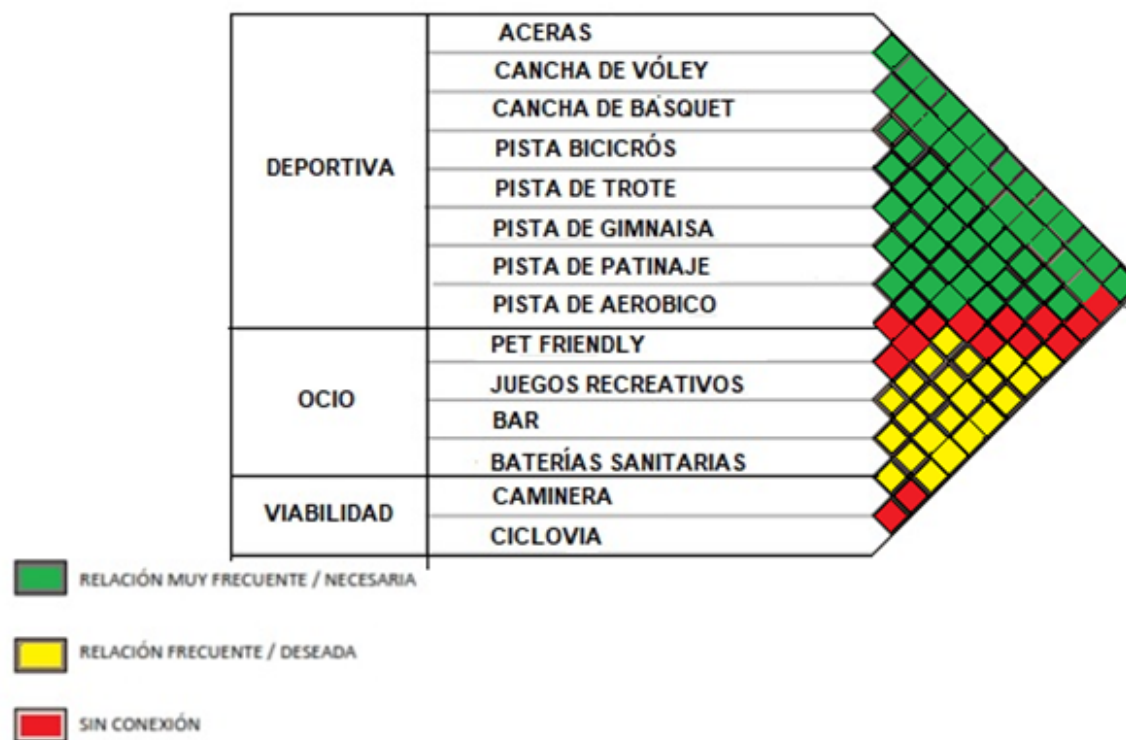 ACERAS
CANCHA DE VÓLEY
CANCHA DE BÁSQUET
DEPORTIVA
PISTA BICICRÓS
PISTA DE TROTE
PISTA DE GIMNAISA
PISTA DE PATINAJE
PISTA DE AEROBICO
PET FRIENDLY
OCIO
JUEGOS RECREATIVOS
BAR
BATERÍAS SANITARIAS
VIABILIDAD
CAMINERA
CICLOVIA
RELACIÓN MUY FRECUENTE / NECESARIA
RELACIÓN FRECUENTE / DESEADA
SIN CONEXIÓN